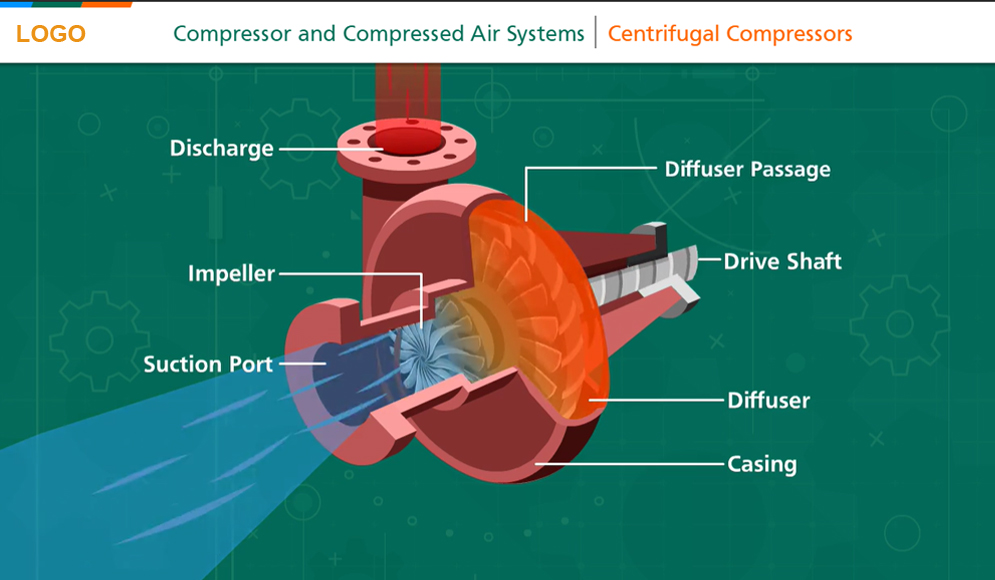 LOGO
Compressor and Compressed Air Systems | Centrifugal Compressors
Discharge
Diffuser Passage
Impeller
Drive Shaft
Suction Port
Diffuser
Casing